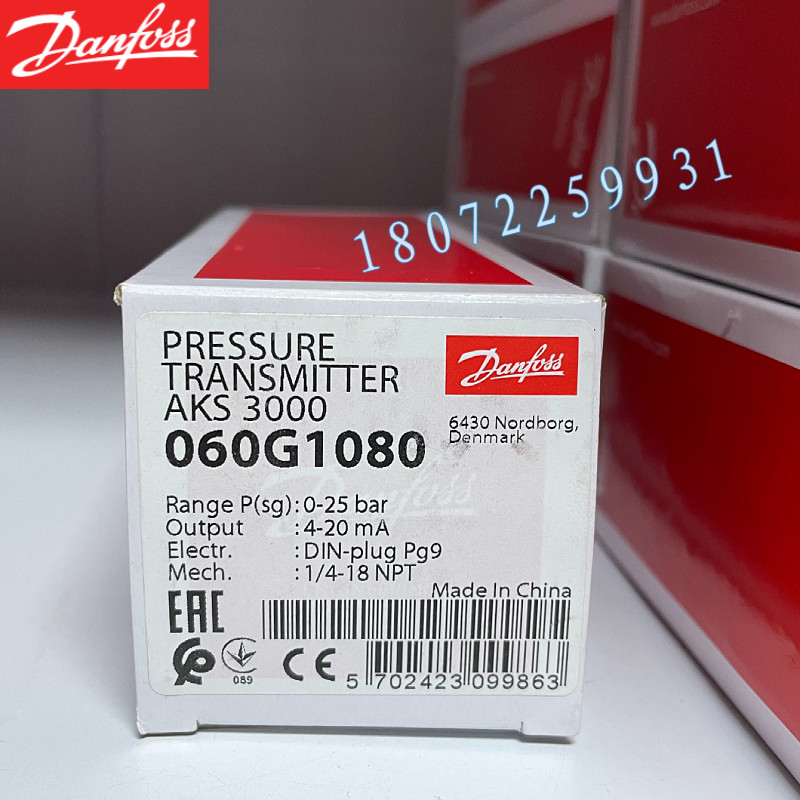 Danfoss
18072259931
PRESSURE
TRANSMITTER
AKS 3000
060G1080
Danfoss
6430 Nordborg,
Denmark
Danfoss
Range P(sg): 0-25 bar
Output : 4-20 mA
Electr. : DIN-plug Pg9
Mech. : 1/4-18 NPT
Made In China
EAC
089
CE
5 702423 099863